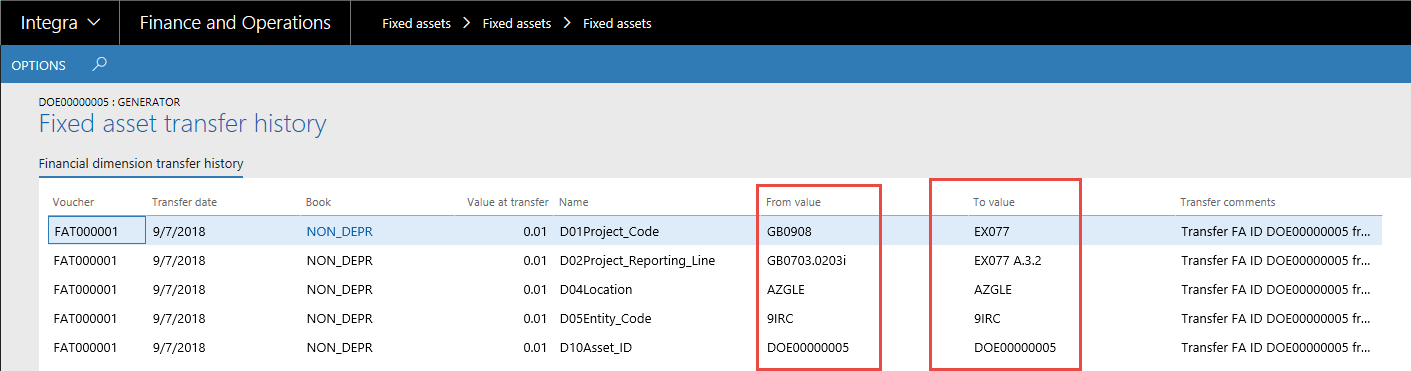 Integra Finance and Operations Fixed assets Fixed assets Fixed assets
OPTIONS
DOE00000005 : GENERATOR
Fixed asset transfer history
Financial dimension transfer history
Voucher Transfer date Book Value at transfer Name From value To value Transfer comments
FAT000001 9/7/2018 NON_DEPR 0.01 D01Project_Code GB0908 EX077 Transfer FA ID DOE00000005 fr...
FAT000001 9/7/2018 NON_DEPR 0.01 D02Project_Reporting_Line GB0703.0203i EX077 A.3.2 Transfer FA ID DOE00000005 fr...
FAT000001 9/7/2018 NON_DEPR 0.01 D04Location AZGLE AZGLE Transfer FA ID DOE00000005 fr...
FAT000001 9/7/2018 NON_DEPR 0.01 D05Entity_Code 9IRC 9IRC Transfer FA ID DOE00000005 fr...
FAT000001 9/7/2018 NON_DEPR 0.01 D10Asset_ID DOE00000005 DOE00000005 Transfer FA ID DOE00000005 fr...